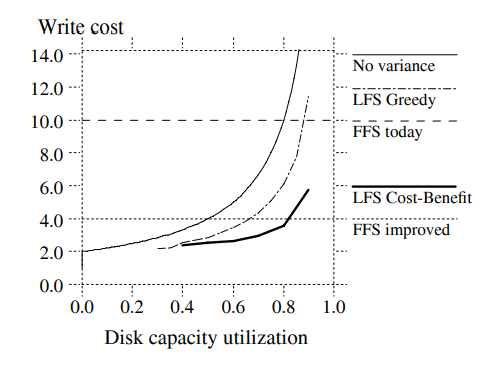 Write cost
14.0
No variance
12.0
LFS Greedy
10.0
FFS today
8.0
6.0
LFS Cost-Benefit
4.0
FFS improved
2.0
0.0
0.0 0.2 0.4 0.6 0.8 1.0
Disk capacity utilization